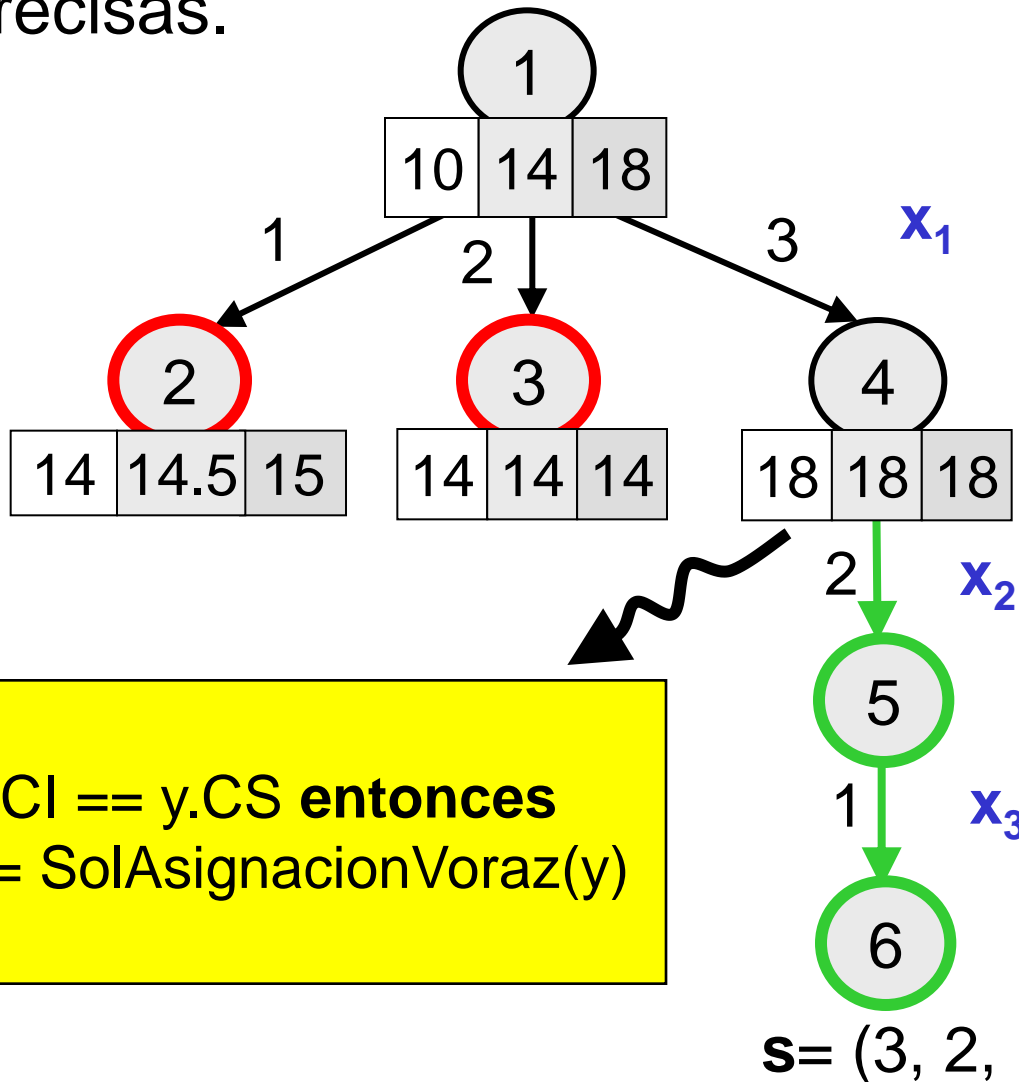 recisas.
1
10 14 18
1 2 3 x₁
2 3 4
14 14.5 15 14 14 14 18 18 18
2 x₂
5
CI == y.CS entonces
= SolAsignacionVoraz(y)
1 x₃
6
s= (3, 2,